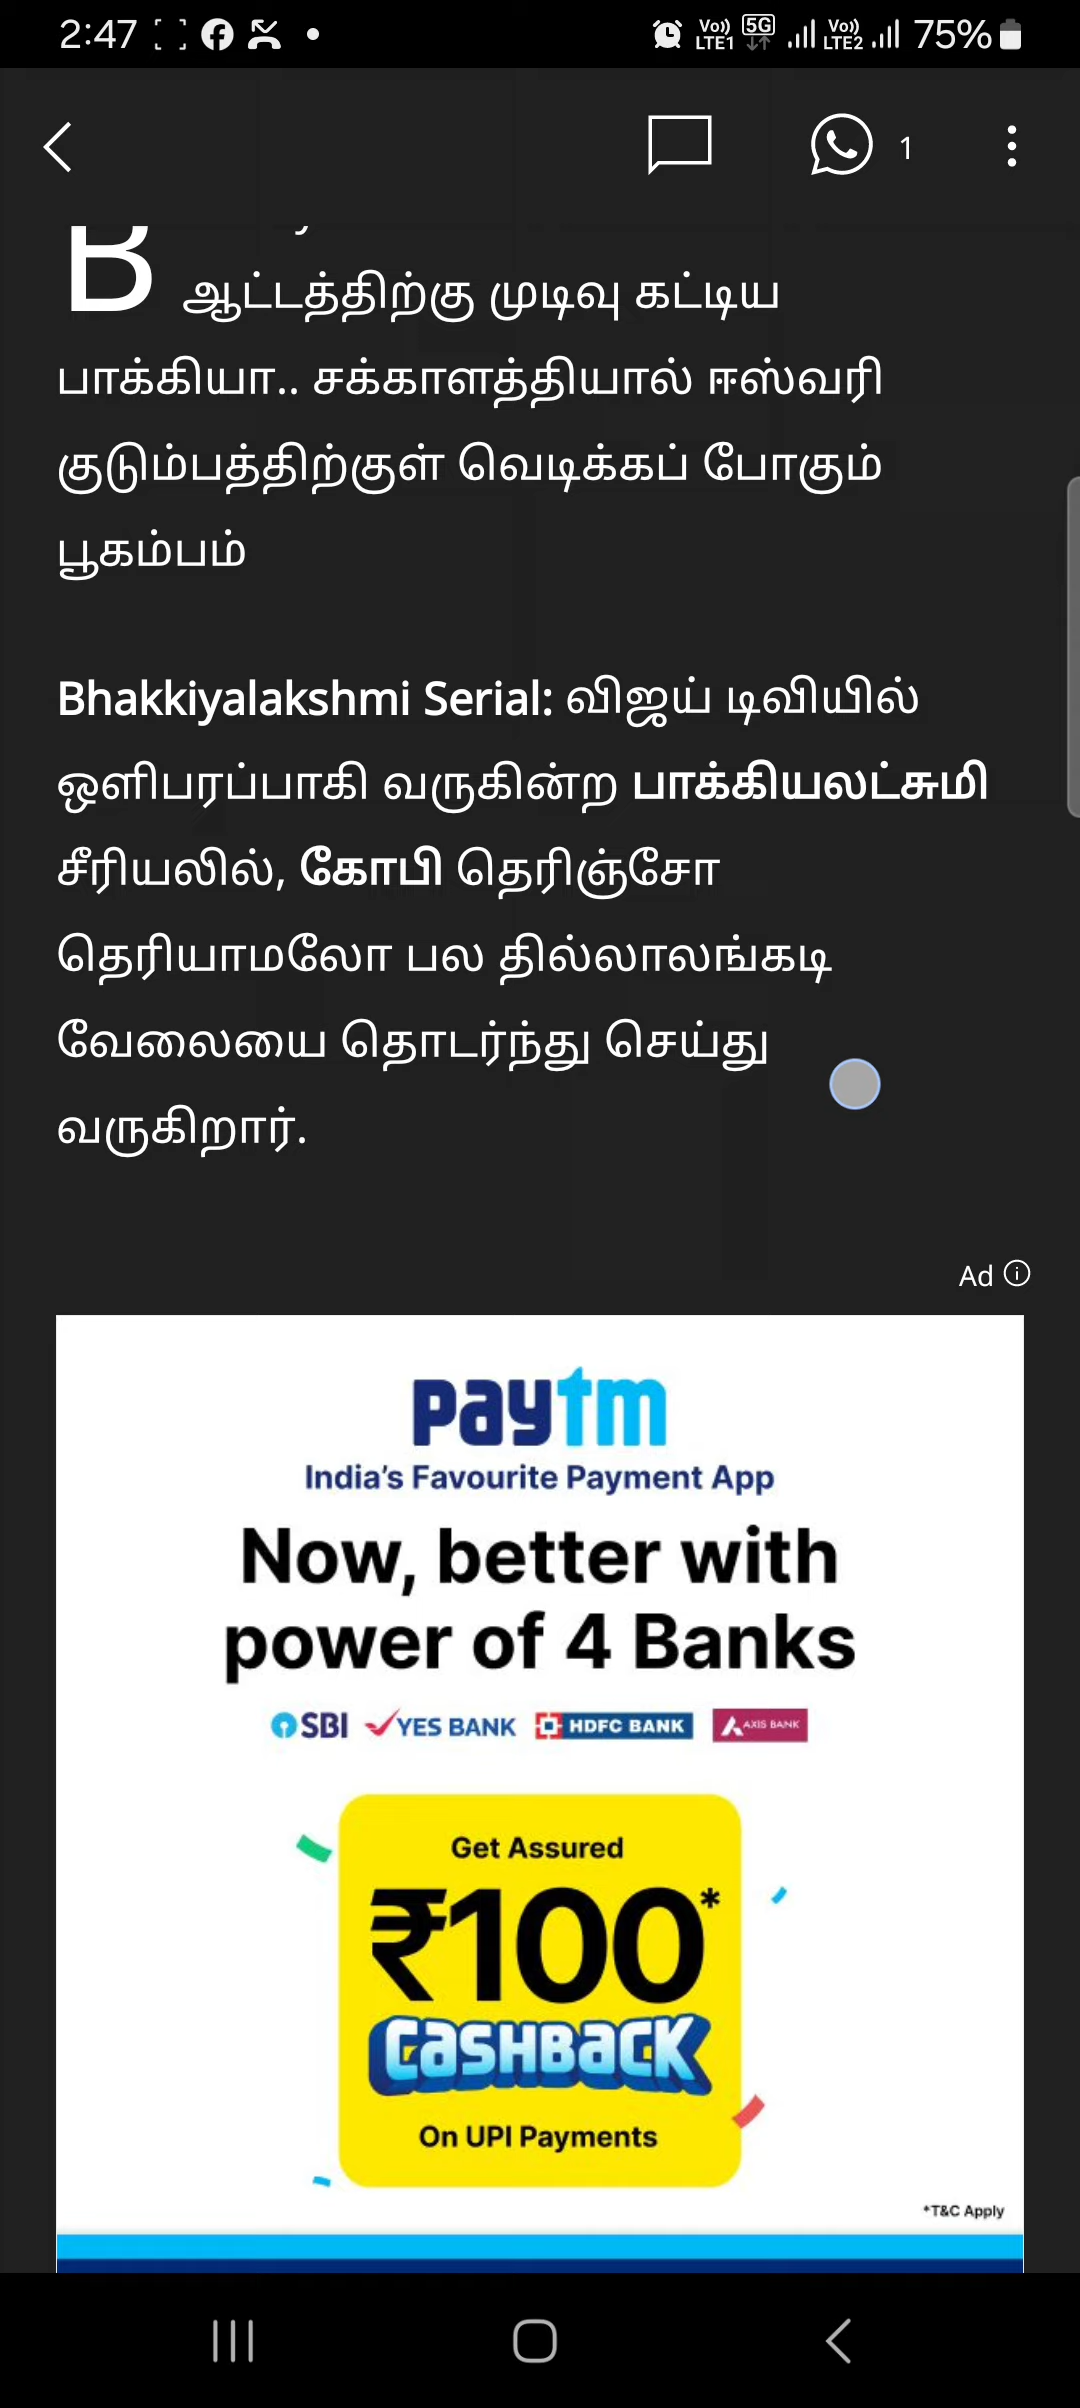 2:47
Vo)) LTE1 5G Vo)) LTE2 75%
1
B
ஆட்டத்திற்கு முடிவு கட்டிய
பாக்கியா.. சக்காளத்தியால் ஈஸ்வரி
குடும்பத்திற்குள் வெடிக்கப் போகும்
பூகம்பம்
Bhakkiyalakshmi Serial: விஜய் டிவியில்
ஒளிபரப்பாகி வருகின்ற பாக்கியலட்சுமி
சீரியலில், கோபி தெரிஞ்சோ
தெரியாமலோ பல தில்லாலங்கடி
வேலையை தொடர்ந்து செய்து
வருகிறார்.
Ad
paytm
India's Favourite Payment App
Now, better with
power of 4 Banks
SBI YES BANK HDFC BANK AXIS BANK
Get Assured
₹100*
CASHBACK
On UPI Payments
*T&C Apply